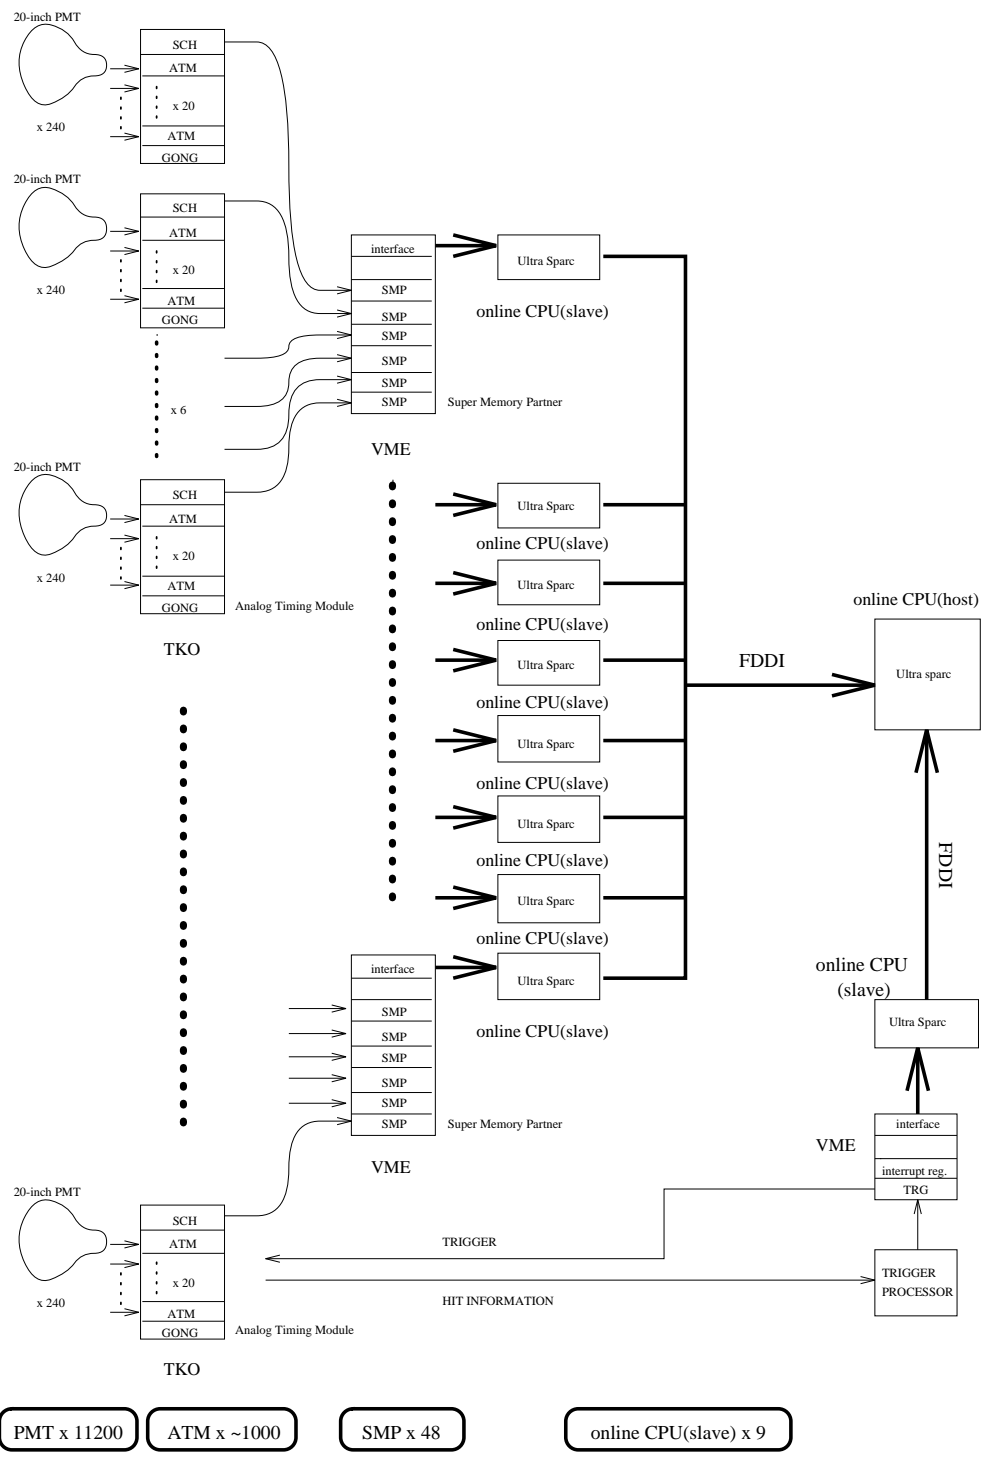 20-inch PMT
x 240
SCH
ATM
x 20
ATM
GONG
20-inch PMT
x 240
SCH
ATM
x 20
ATM
GONG
x 6
20-inch PMT
x 240
SCH
ATM
x 20
ATM
GONG
Analog Timing Module
TKO
interface
SMP
SMP
SMP
SMP
SMP
SMP
Super Memory Partner
VME
Ultra Sparc
online CPU(slave)
Ultra Sparc
online CPU(slave)
Ultra Sparc
online CPU(slave)
Ultra Sparc
online CPU(slave)
Ultra Sparc
online CPU(slave)
Ultra Sparc
online CPU(slave)
Ultra Sparc
online CPU(slave)
Ultra Sparc
online CPU(slave)
interface
SMP
SMP
SMP
SMP
SMP
SMP
Super Memory Partner
VME
FDDI
online CPU(host)
Ultra sparc
FDDI
online CPU
(slave)
Ultra Sparc
VME
interface
interrupt reg.
TRG
TRIGGER
PROCESSOR
TRIGGER
HIT INFORMATION
20-inch PMT
x 240
SCH
ATM
x 20
ATM
GONG
Analog Timing Module
TKO
PMT x 11200
ATM x ~1000
SMP x 48
online CPU(slave) x 9